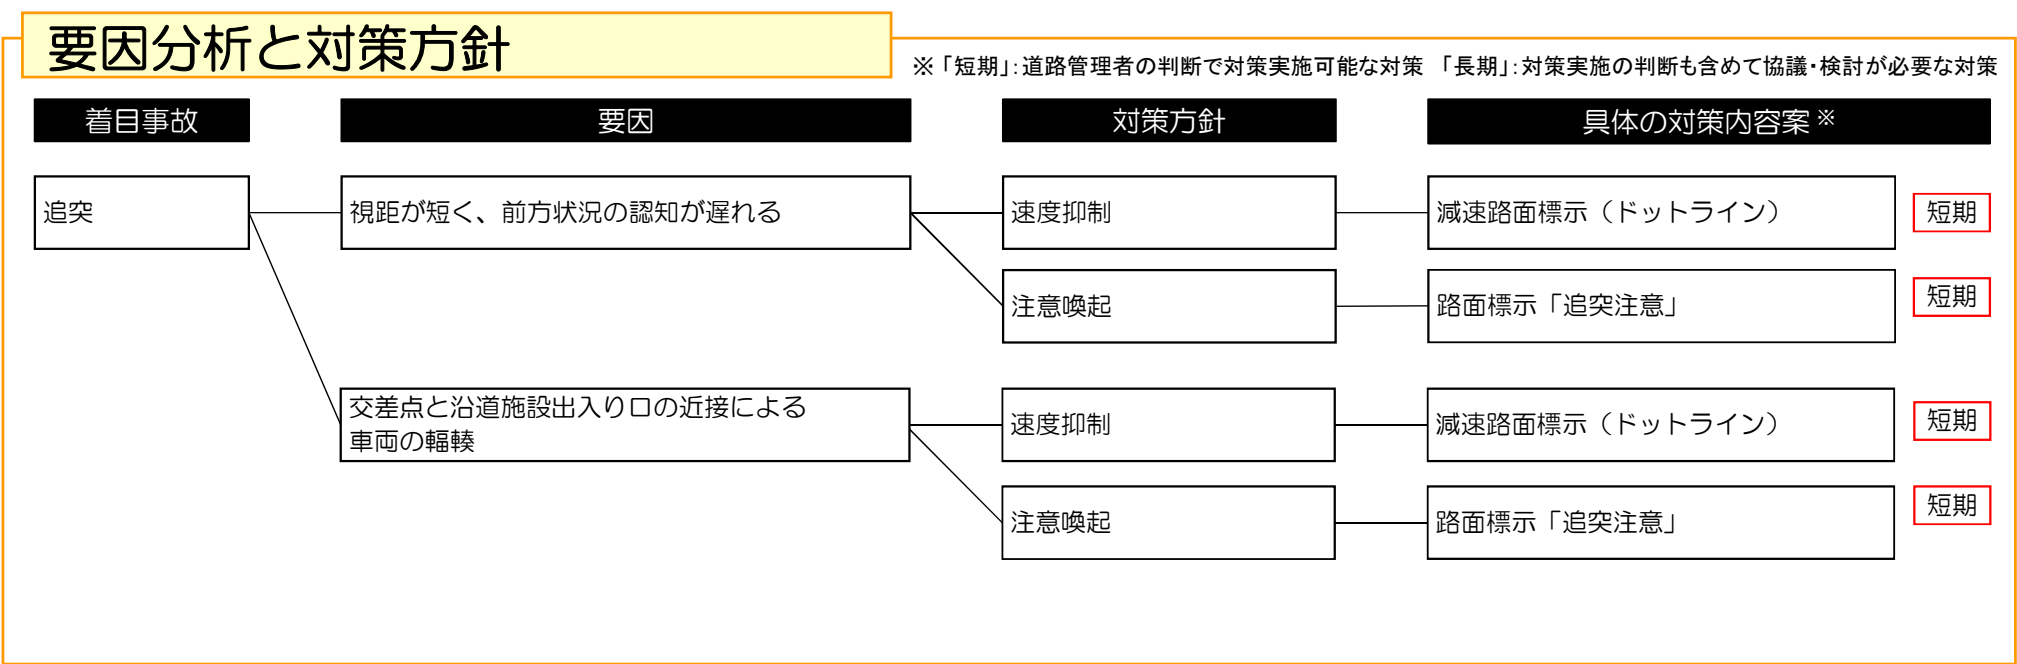 要因分析と対策方針
※「短期」：道路管理者の判断で対策実施可能な対策 「長期」：対策実施の判断も含めて協議・検討が必要な対策
着目事故
要因
対策方針
具体の対策内容案※
追突
視距が短く、前方状況の認知が遅れる
速度抑制
減速路面標示（ドットライン）
短期
注意喚起
路面標示「追突注意」
短期
交差点と沿道施設出入り口の近接による
車両の輻輳
速度抑制
減速路面標示（ドットライン）
短期
注意喚起
路面標示「追突注意」
短期